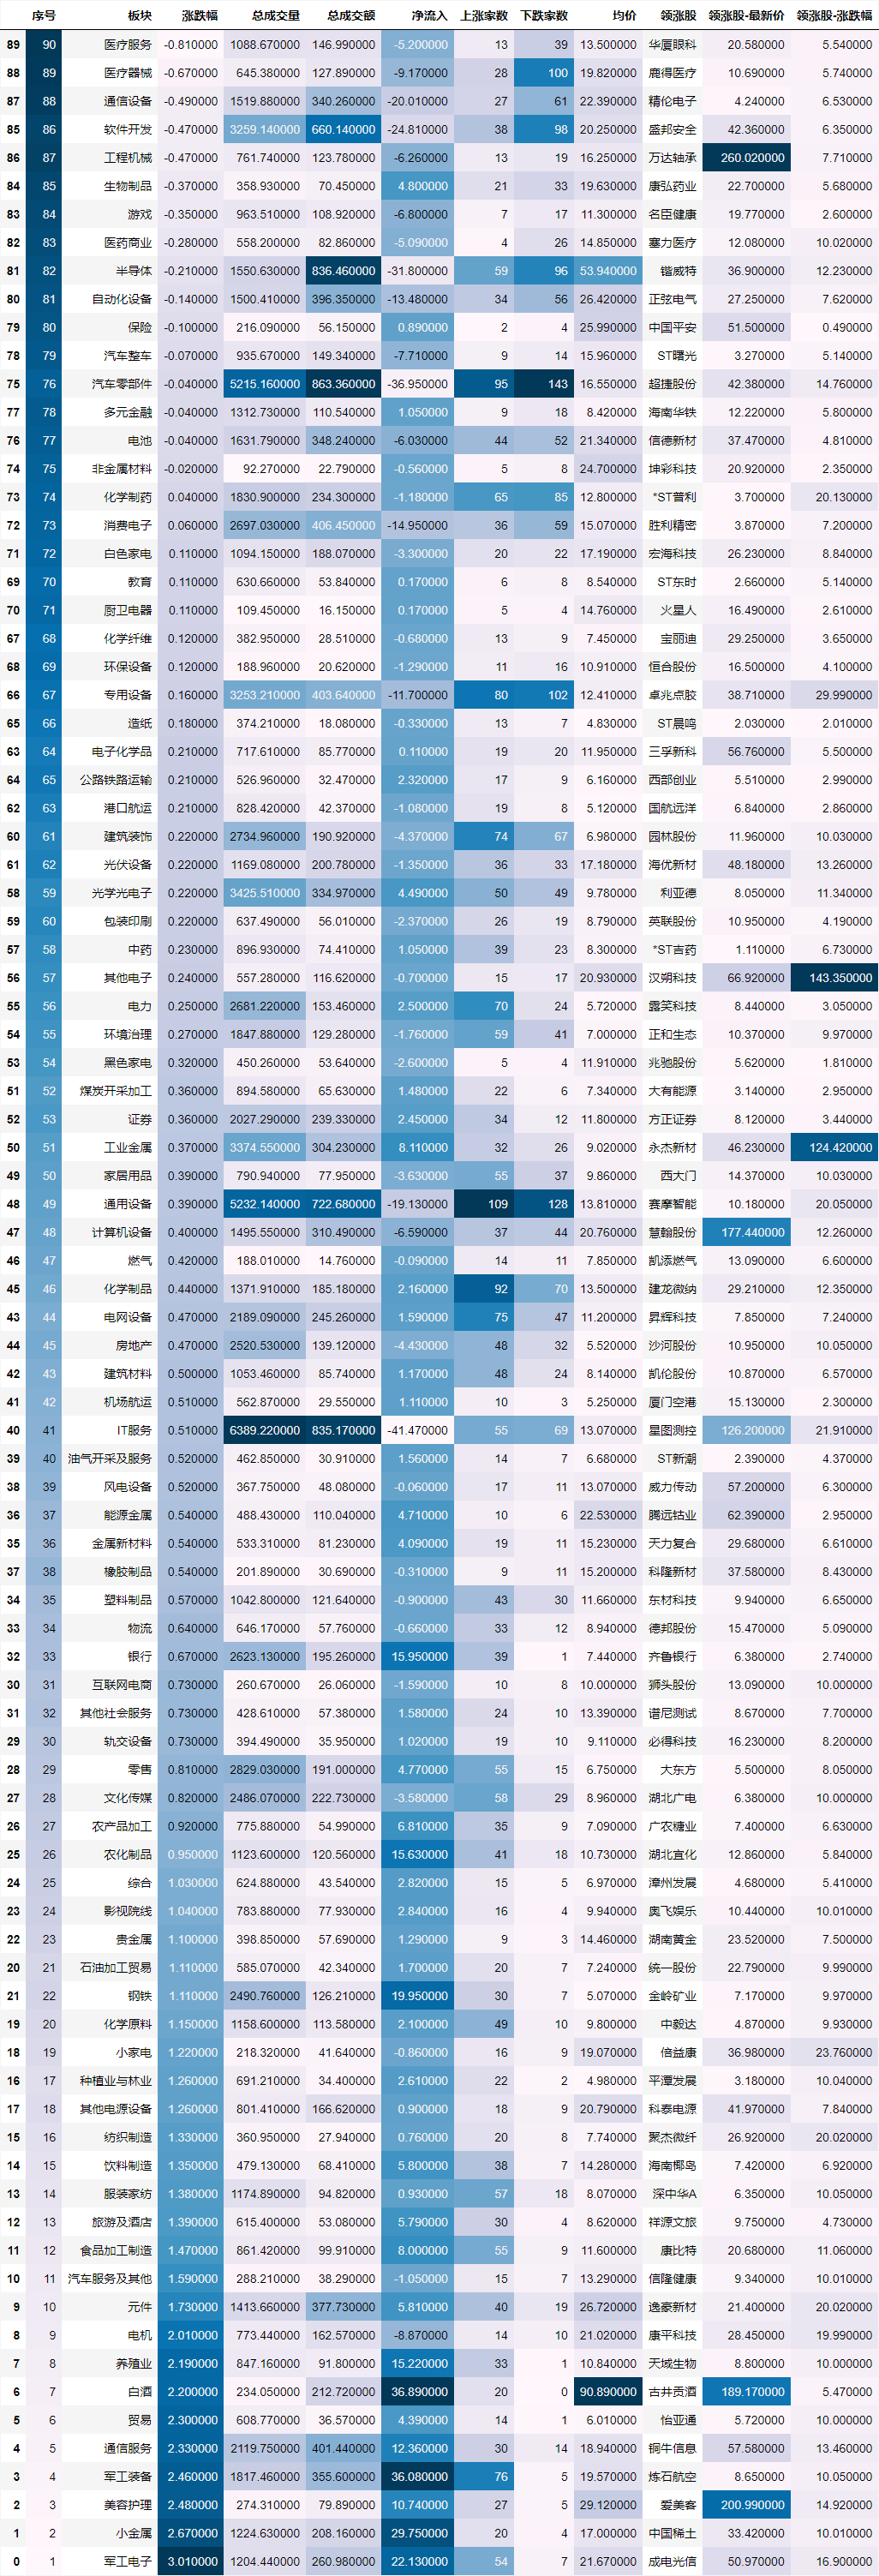 序号 板块 涨跌幅 总成交量 总成交额 净流入 上涨家数 下跌家数 均价 领涨股 领涨股-最新价 领涨股-涨跌幅
89 90 医疗服务 -0.810000 1088.670000 146.990000 -5.200000 13 39 13.500000 华厦眼科 20.580000 5.540000
88 89 医疗器械 -0.670000 645.380000 127.890000 -9.170000 28 100 19.820000 鹿得医疗 10.690000 5.740000
87 88 通信设备 -0.490000 1519.880000 340.260000 -20.010000 27 61 22.390000 精伦电子 4.240000 6.530000
85 86 软件开发 -0.470000 3259.140000 660.140000 -24.810000 38 98 20.250000 盛邦安全 42.360000 6.350000
86 87 工程机械 -0.470000 761.740000 123.780000 -6.260000 13 19 16.250000 万达轴承 260.020000 7.710000
84 85 生物制品 -0.370000 358.930000 70.450000 4.800000 21 33 19.630000 康弘药业 22.700000 5.680000
83 84 游戏 -0.350000 963.510000 108.920000 -6.800000 7 17 11.300000 名臣健康 19.770000 2.600000
82 83 医药商业 -0.280000 558.200000 82.860000 -5.090000 4 26 14.850000 塞力医疗 12.080000 10.020000
81 82 半导体 -0.210000 1550.630000 836.460000 -31.800000 59 96 53.940000 锴威特 36.900000 12.230000
80 81 自动化设备 -0.140000 1500.410000 396.350000 -13.480000 34 56 26.420000 正弦电气 27.250000 7.620000
79 80 保险 -0.100000 216.090000 56.150000 0.890000 2 4 25.990000 中国平安 51.500000 0.490000
78 79 汽车整车 -0.070000 935.670000 149.340000 -7.710000 9 14 15.960000 ST曙光 3.270000 5.140000
75 76 汽车零部件 -0.040000 5215.160000 863.360000 -36.950000 95 143 16.550000 超捷股份 42.380000 14.760000
77 78 多元金融 -0.040000 1312.730000 110.540000 1.050000 9 18 8.420000 海南华铁 12.220000 5.800000
76 77 电池 -0.040000 1631.790000 348.240000 -6.030000 44 52 21.340000 信德新材 37.470000 4.810000
74 75 非金属材料 -0.020000 92.270000 22.790000 -0.560000 5 8 24.700000 坤彩科技 20.920000 2.350000
73 74 化学制药 0.040000 1830.900000 234.300000 -1.180000 65 85 12.800000 *ST普利 3.700000 20.130000
72 73 消费电子 0.060000 2697.030000 406.450000 -14.950000 36 59 15.070000 胜利精密 3.870000 7.200000
71 72 白色家电 0.110000 1094.150000 188.070000 -3.300000 20 22 17.190000 宏海科技 26.230000 8.840000
69 70 教育 0.110000 630.660000 53.840000 0.170000 6 8 8.540000 ST东时 2.660000 5.140000
70 71 厨卫电器 0.110000 109.450000 16.150000 0.170000 5 4 14.760000 火星人 16.490000 2.610000
67 68 化学纤维 0.120000 382.950000 28.510000 -0.680000 13 9 7.450000 宝丽迪 29.250000 3.650000
68 69 环保设备 0.120000 188.960000 20.620000 -1.290000 11 16 10.910000 恒合股份 16.500000 4.100000
66 67 专用设备 0.160000 3253.210000 403.640000 -11.700000 80 102 12.410000 卓兆点胶 38.710000 29.990000
65 66 造纸 0.180000 374.210000 18.080000 -0.330000 13 7 4.830000 ST晨鸣 2.030000 2.010000
63 64 电子化学品 0.210000 717.610000 85.770000 0.110000 19 20 11.950000 三孚新科 56.760000 5.500000
64 65 公路铁路运输 0.210000 526.960000 32.470000 2.320000 17 9 6.160000 西部创业 5.510000 2.990000
62 63 港口航运 0.210000 828.420000 42.370000 -1.080000 19 8 5.120000 国航远洋 6.840000 2.860000
60 61 建筑装饰 0.220000 2734.960000 190.920000 -4.370000 74 67 6.980000 园林股份 11.960000 10.030000
61 62 光伏设备 0.220000 1169.080000 200.780000 -1.350000 36 33 17.180000 海优新材 48.180000 13.260000
58 59 光学光电子 0.220000 3425.510000 334.970000 4.490000 50 49 9.780000 利亚德 8.050000 11.340000
59 60 包装印刷 0.220000 637.490000 56.010000 -2.370000 26 19 8.790000 英联股份 10.950000 4.190000
57 58 中药 0.230000 896.930000 74.410000 1.050000 39 23 8.300000 *ST吉药 1.110000 6.730000
56 57 其他电子 0.240000 557.280000 116.620000 -0.700000 15 17 20.930000 汉朔科技 66.920000 143.350000
55 56 电力 0.250000 2681.220000 153.460000 2.500000 70 24 5.720000 露笑科技 8.440000 3.050000
54 55 环境治理 0.270000 1847.880000 129.280000 -1.760000 59 41 7.000000 正和生态 10.370000 9.970000
53 54 黑色家电 0.320000 450.260000 53.640000 -2.600000 5 4 11.910000 兆驰股份 5.620000 1.810000
51 52 煤炭开采加工 0.360000 894.580000 65.630000 1.480000 22 6 7.340000 大有能源 3.140000 2.950000
52 53 证券 0.360000 2027.290000 239.330000 2.450000 34 12 11.800000 方正证券 8.120000 3.440000
50 51 工业金属 0.370000 3374.550000 304.230000 8.110000 32 26 9.020000 永杰新材 46.230000 124.420000
49 50 家居用品 0.390000 790.940000 77.950000 -3.630000 55 37 9.860000 西大门 14.370000 10.030000
48 49 通用设备 0.390000 5232.140000 722.680000 -19.130000 109 128 13.810000 赛摩智能 10.180000 20.050000
47 48 计算机设备 0.400000 1495.550000 310.490000 -6.590000 37 44 20.760000 慧翰股份 177.440000 12.260000
46 47 燃气 0.420000 188.010000 14.760000 -0.090000 14 11 7.850000 凯添燃气 13.090000 6.600000
45 46 化学制品 0.440000 1371.910000 185.180000 2.160000 92 70 13.500000 建龙微纳 29.210000 12.350000
43 44 电网设备 0.470000 2189.090000 245.260000 1.590000 75 47 11.200000 昇辉科技 7.850000 7.240000
44 45 房地产 0.470000 2520.530000 139.120000 -4.430000 48 32 5.520000 沙河股份 10.950000 10.050000
42 43 建筑材料 0.500000 1053.460000 85.740000 1.170000 48 24 8.140000 凯伦股份 10.870000 6.570000
41 42 机场航运 0.510000 562.870000 29.550000 1.110000 10 3 5.250000 厦门空港 15.130000 2.300000
40 41 IT服务 0.510000 6389.220000 835.170000 -41.470000 55 69 13.070000 星图测控 126.200000 21.910000
39 40 油气开采及服务 0.520000 462.850000 30.910000 1.560000 14 7 6.680000 ST新潮 2.390000 4.370000
38 39 风电设备 0.520000 367.750000 48.080000 -0.060000 17 11 13.070000 威力传动 57.200000 6.300000
36 37 能源金属 0.540000 488.430000 110.040000 4.710000 10 6 22.530000 腾远钴业 62.390000 2.950000
35 36 金属新材料 0.540000 533.310000 81.230000 4.090000 19 11 15.230000 天力复合 29.680000 6.610000
37 38 橡胶制品 0.540000 201.890000 30.690000 -0.310000 9 11 15.200000 科隆新材 37.580000 8.430000
34 35 塑料制品 0.570000 1042.800000 121.640000 -0.900000 43 30 11.660000 东材科技 9.940000 6.650000
33 34 物流 0.640000 646.170000 57.760000 -0.660000 33 12 8.940000 德邦股份 15.470000 5.090000
32 33 银行 0.670000 2623.130000 195.260000 15.950000 39 1 7.440000 齐鲁银行 6.380000 2.740000
30 31 互联网电商 0.730000 260.670000 26.060000 -1.590000 10 8 10.000000 狮头股份 13.090000 10.000000
31 32 其他社会服务 0.730000 428.610000 57.380000 1.580000 24 10 13.390000 谱尼测试 8.670000 7.700000
29 30 轨交设备 0.730000 394.490000 35.950000 1.020000 19 10 9.110000 必得科技 16.230000 8.200000
28 29 零售 0.810000 2829.030000 191.000000 4.770000 55 15 6.750000 大东方 5.500000 8.050000
27 28 文化传媒 0.820000 2486.070000 222.730000 -3.580000 58 29 8.960000 湖北广电 6.380000 10.000000
26 27 农产品加工 0.920000 775.880000 54.990000 6.810000 35 9 7.090000 广农糖业 7.400000 6.630000
25 26 农化制品 0.950000 1123.600000 120.560000 15.630000 41 18 10.730000 湖北宜化 12.860000 5.840000
24 25 综合 1.030000 624.880000 43.540000 2.820000 15 5 6.970000 漳州发展 4.680000 5.410000
23 24 影视院线 1.040000 783.880000 77.930000 2.840000 16 4 9.940000 奥飞娱乐 10.440000 10.010000
22 23 贵金属 1.100000 398.850000 57.690000 1.290000 9 3 14.460000 湖南黄金 23.520000 7.500000
20 21 石油加工贸易 1.110000 585.070000 42.340000 1.700000 20 7 7.240000 统一股份 22.790000 9.990000
21 22 钢铁 1.110000 2490.760000 126.210000 19.950000 30 7 5.070000 金岭矿业 7.170000 9.970000
19 20 化学原料 1.150000 1158.600000 113.580000 2.100000 49 10 9.800000 中毅达 4.870000 9.930000
18 19 小家电 1.220000 218.320000 41.640000 -0.860000 16 9 19.070000 倍益康 36.980000 23.760000
16 17 种植业与林业 1.260000 691.210000 34.400000 2.610000 22 2 4.980000 平潭发展 3.180000 10.040000
17 18 其他电源设备 1.260000 801.410000 166.620000 0.900000 18 9 20.790000 科泰电源 41.970000 7.840000
15 16 纺织制造 1.330000 360.950000 27.940000 0.760000 20 8 7.740000 聚杰微纤 26.920000 20.020000
14 15 饮料制造 1.350000 479.130000 68.410000 5.800000 38 7 14.280000 海南椰岛 7.420000 6.920000
13 14 服装家纺 1.380000 1174.890000 94.820000 0.930000 57 18 8.070000 深中华A 6.350000 10.050000
12 13 旅游及酒店 1.390000 615.400000 53.080000 5.790000 30 4 8.620000 祥源文旅 9.750000 4.730000
11 12 食品加工制造 1.470000 861.420000 99.910000 8.000000 55 9 11.600000 康比特 20.680000 11.060000
10 11 汽车服务及其他 1.590000 288.210000 38.290000 -1.050000 15 7 13.290000 信隆健康 9.340000 10.010000
9 10 元件 1.730000 1413.660000 377.730000 5.810000 40 19 26.720000 逸豪新材 21.400000 20.020000
8 9 电机 2.010000 773.440000 162.570000 -8.870000 14 10 21.020000 康平科技 28.450000 19.990000
7 8 养殖业 2.190000 847.160000 91.800000 15.220000 33 1 10.840000 天域生物 8.800000 10.000000
6 7 白酒 2.200000 234.050000 212.720000 36.890000 20 0 90.890000 古井贡酒 189.170000 5.470000
5 6 贸易 2.300000 608.770000 36.570000 4.390000 14 1 6.010000 怡亚通 5.720000 10.000000
4 5 通信服务 2.330000 2119.750000 401.440000 12.360000 30 14 18.940000 铜牛信息 57.580000 13.460000
3 4 军工装备 2.460000 1817.460000 355.600000 36.080000 76 5 19.570000 炼石航空 8.650000 10.050000
2 3 美容护理 2.480000 274.310000 79.890000 10.740000 27 5 29.120000 爱美客 200.990000 14.920000
1 2 小金属 2.670000 1224.630000 208.160000 29.750000 20 4 17.000000 中国稀土 33.420000 10.010000
0 1 军工电子 3.010000 1204.440000 260.980000 22.130000 54 7 21.670000 成电光信 50.970000 16.900000